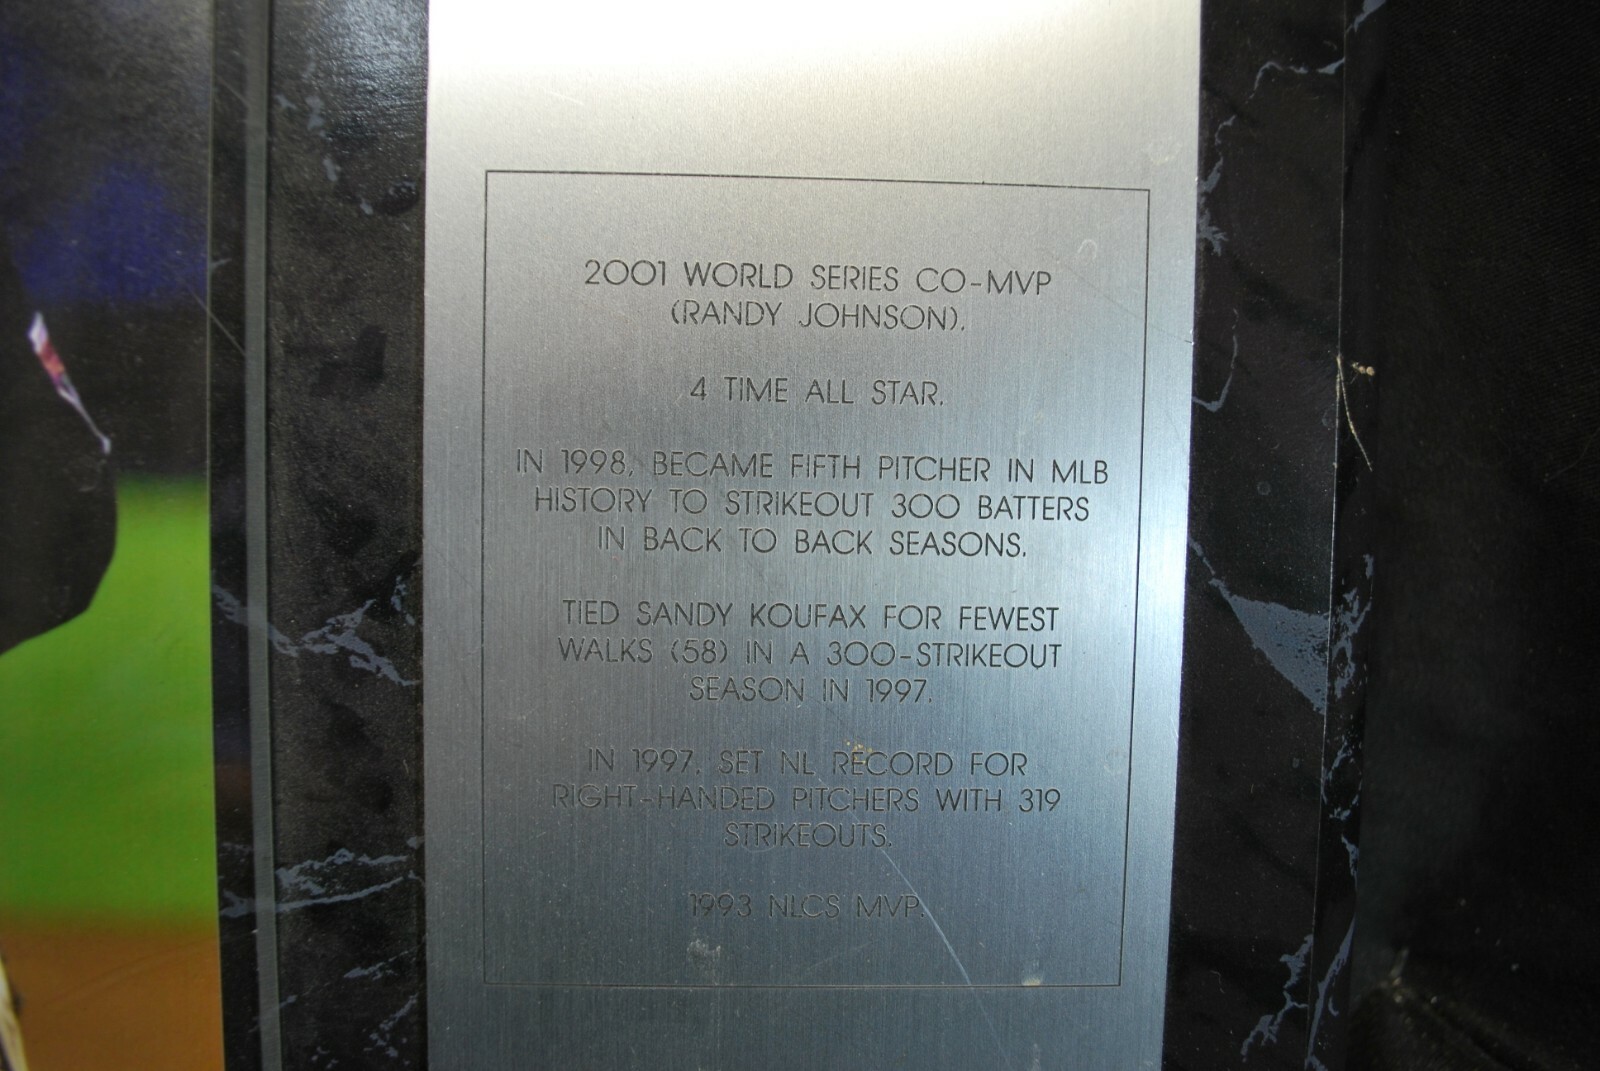 2001 WORLD SERIES CO-MVP
(RANDY JOHNSON).
4 TIME ALL STAR.
IN 1998, BECAME FIFTH PITCHER IN MLB
HISTORY TO STRIKEOUT 300 BATTERS
IN BACK TO BACK SEASONS.
TIED SANDY KOUFAX FOR FEWEST
WALKS (58) IN A 300-STRIKEOUT
SEASON IN 1997.
IN 1997, SET NL RECORD FOR
RIGHT-HANDED PITCHERS WITH 319
STRIKEOUTS.
1993 NLCS MVP.